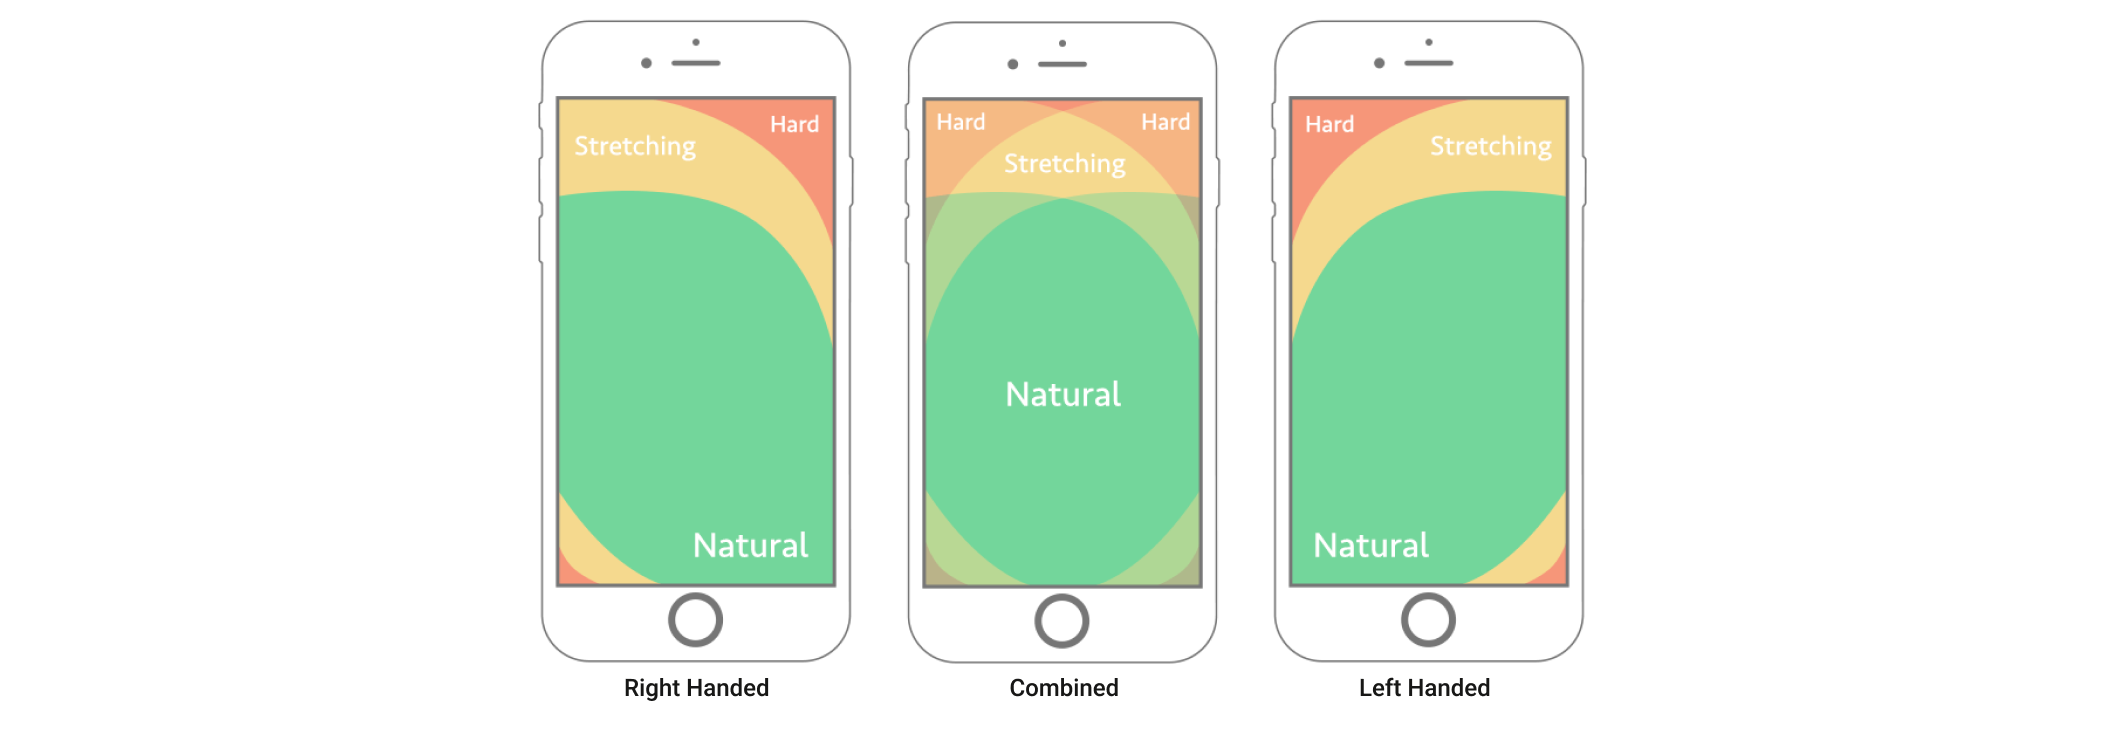 Hard
Stretching
Natural
Right Handed
Hard
Hard
Stretching
Natural
Combined
Hard
Stretching
Natural
Left Handed